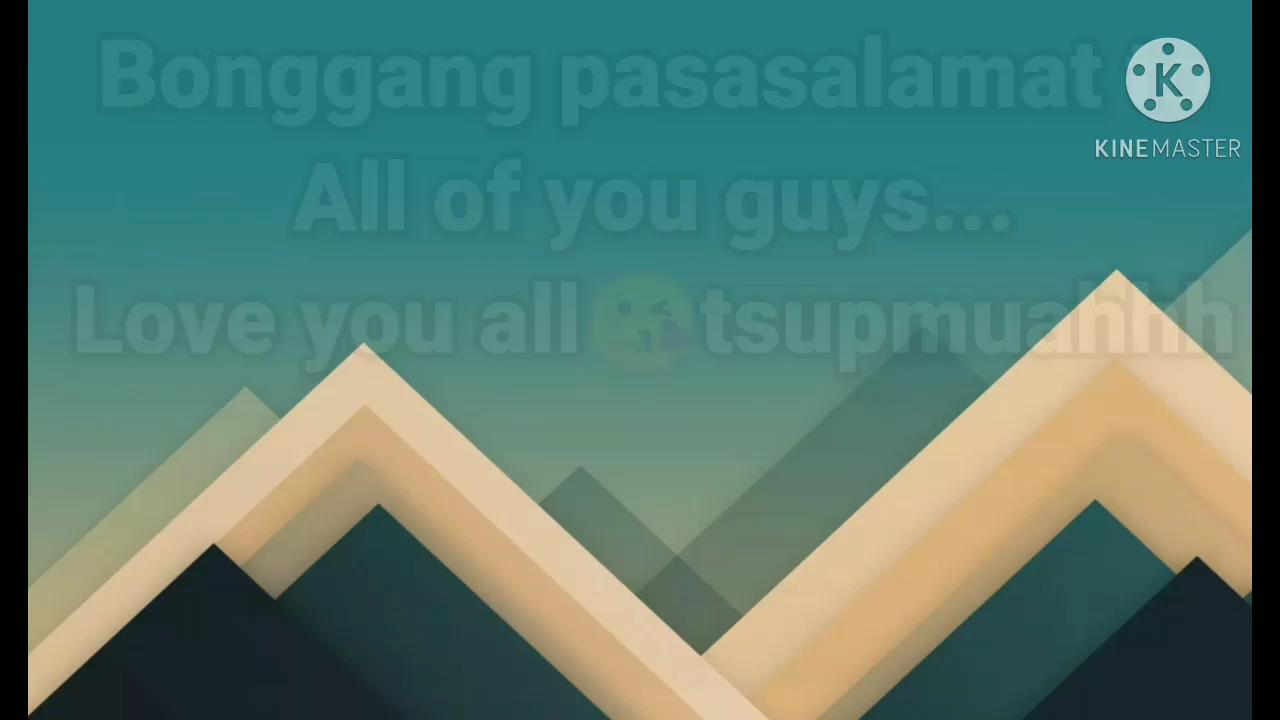 Bonggang pasasalamat
All of you guys...
Love you all 😘 tsupmuahhh
K
KINEMASTER